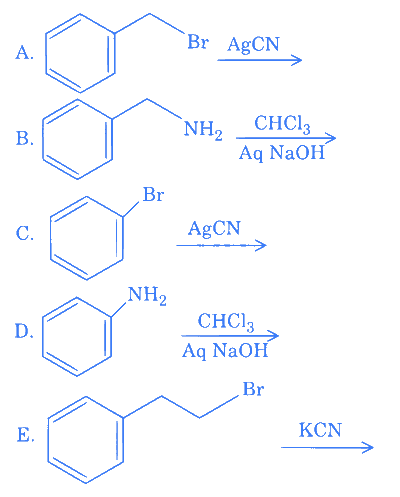 A. Br AgCN
B. NH₂ CHCl₃
Aq NaOH
C. Br AgCN
D. NH₂ CHCl₃
Aq NaOH
E. Br KCN